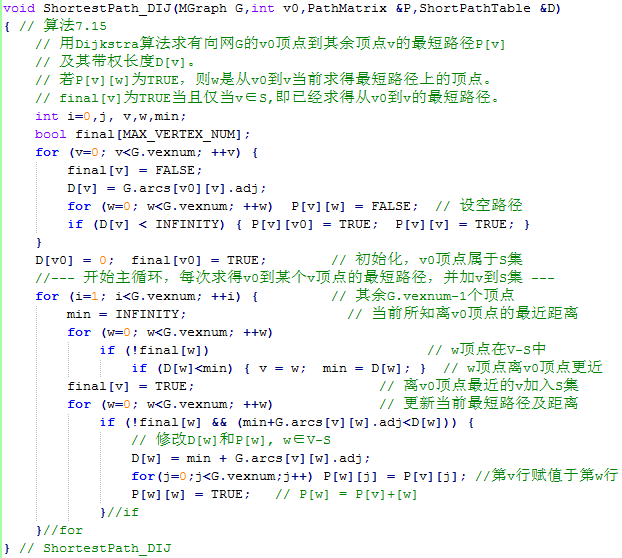 void ShortestPath_DIJ(MGraph G,int v0,PathMatrix &P,ShortPathTable &D)
{ // 算法7.15
// 用Dijkstra算法求有向网G的v0顶点到其余顶点v的最短路径P[v]
// 及其带权长度D[v]。
// 若P[v][w]为TRUE, 则w是从v0到v当前求得最短路径上的顶点。
// final[v]为TRUE当且仅当v∈S,即已经求得从v0到v的最短路径。
int i=0,j, v,w,min;
bool final[MAX_VERTEX_NUM];
for (v=0; v<G.vexnum; ++v) {
final[v] = FALSE;
D[v] = G.arcs[v0][v].adj;
for (w=0; w<G.vexnum; ++w)  P[v][w] = FALSE;  // 设空路径
if (D[v] < INFINITY) { P[v][v0] = TRUE;  P[v][v] = TRUE; }
}
D[v0] = 0;  final[v0] = TRUE;        // 初始化, v0顶点属于S集
//--- 开始主循环, 每次求得v0到某个v顶点的最短路径, 并加v到S集 ---
for (i=1; i<G.vexnum; ++i) {         // 其余G.vexnum-1个顶点
min = INFINITY;                    // 当前所知离v0顶点的最近距离
for (w=0; w<G.vexnum; ++w)
if (!final[w])                           // w顶点在V-S中
if (D[w]<min) { v = w;  min = D[w]; }  // w顶点离v0顶点更近
final[v] = TRUE;                       // 离v0顶点最近的v加入S集
for (w=0; w<G.vexnum; ++w)             // 更新当前最短路径及距离
if (!final[w] && (min+G.arcs[v][w].adj<D[w])) {
// 修改D[w]和P[w], w∈V-S
D[w] = min + G.arcs[v][w].adj;
for(j=0;j<G.vexnum;j++) P[w][j] = P[v][j]; //第v行赋值于第w行
P[w][w] = TRUE;   // P[w] = P[v]+[w]
}//if
}//for
} // ShortestPath_DIJ